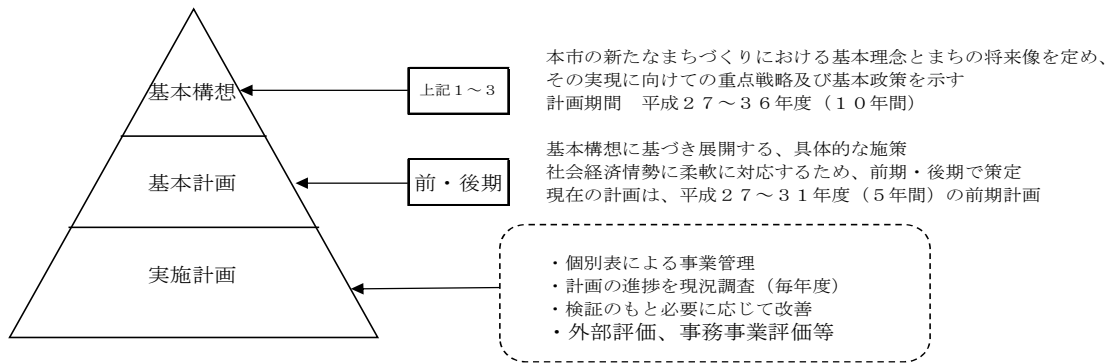 基本構想
上記１～３
本市の新たなまちづくりにおける基本理念とまちの将来像を定め、
その実現に向けての重点戦略及び基本政策を示す
計画期間　平成２７～３６年度（１０年間）
基本計画
前・後期
基本構想に基づき展開する、具体的な施策
社会経済情勢に柔軟に対応するため、前期・後期で策定
現在の計画は、平成２７～３１年度（５年間）の前期計画
実施計画
・個別表による事業管理
・計画の進捗を現況調査（毎年度）
・検証のもと必要に応じて改善
・外部評価、事務事業評価等